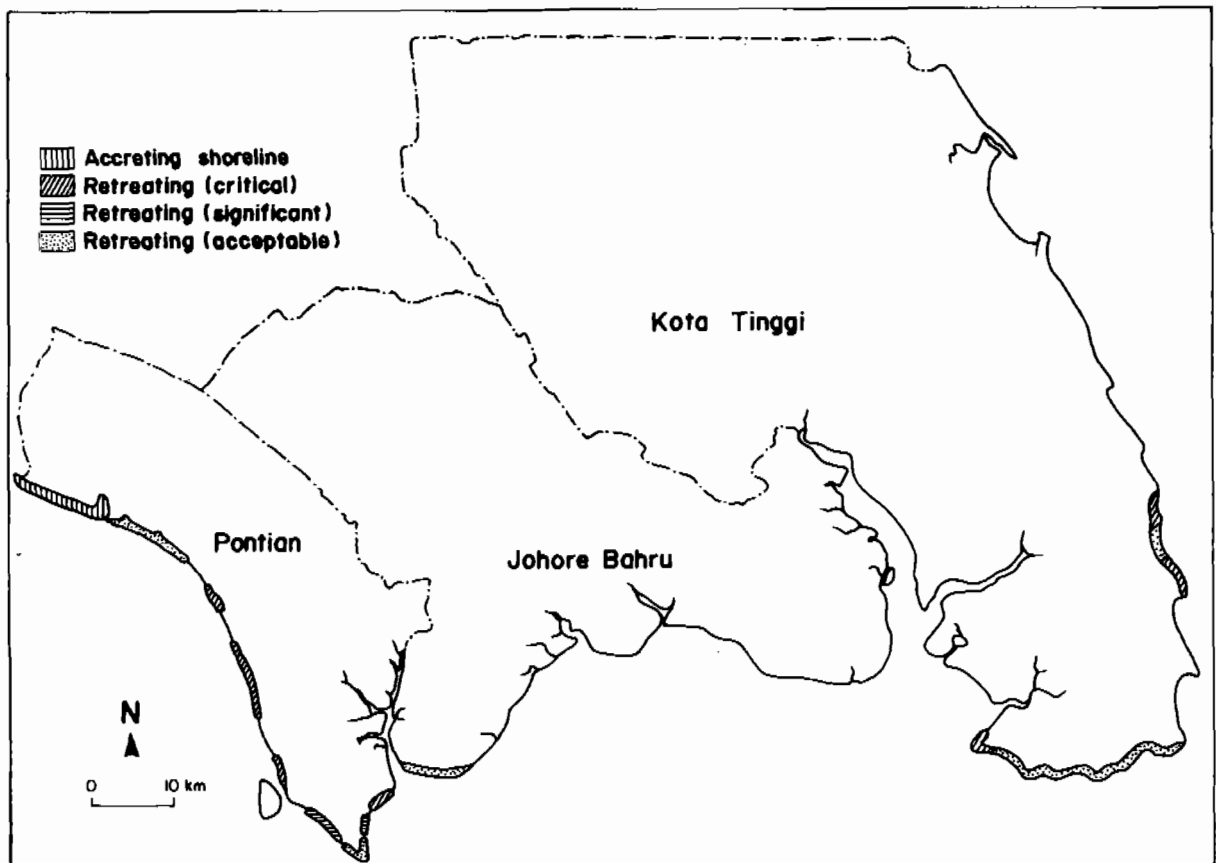 Accreting shoreline
Retreating (critical)
Retreating (significant)
Retreating (acceptable)
Kota Tinggi
Pontian
Johore Bahru
N
0 10 km